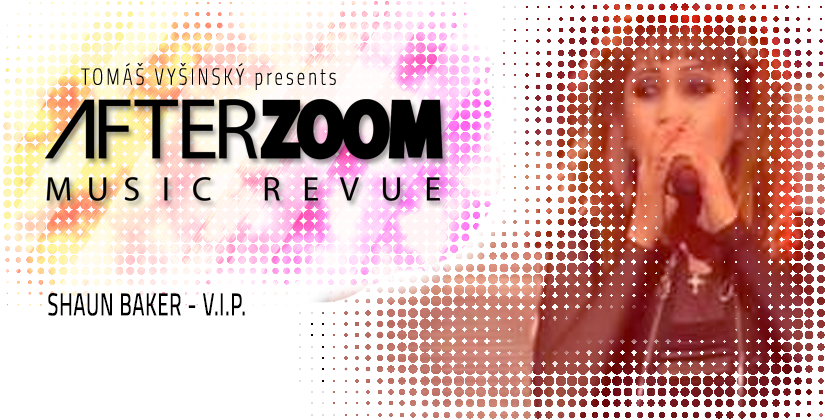 TOMÁŠ VYŠINSKÝ presents
AFTERZOOM
MUSIC REVUE
SHAUN BAKER - V.I.P.